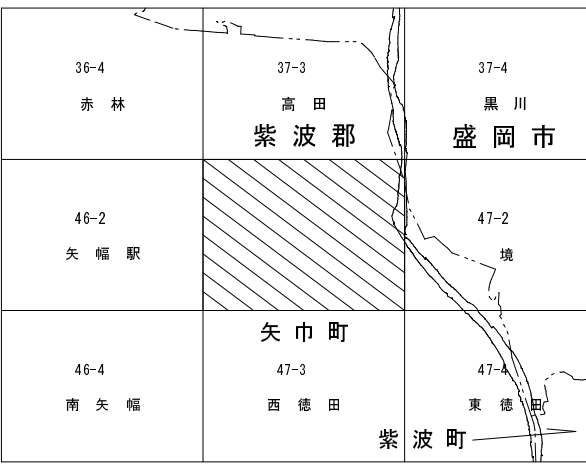 36-4
赤林
37-3
高田
37-4
黒川
紫波郡
盛岡市
46-2
矢幅駅
47-2
境
矢巾町
46-4
南矢幅
47-3
西徳田
47-4
東徳田
紫波町